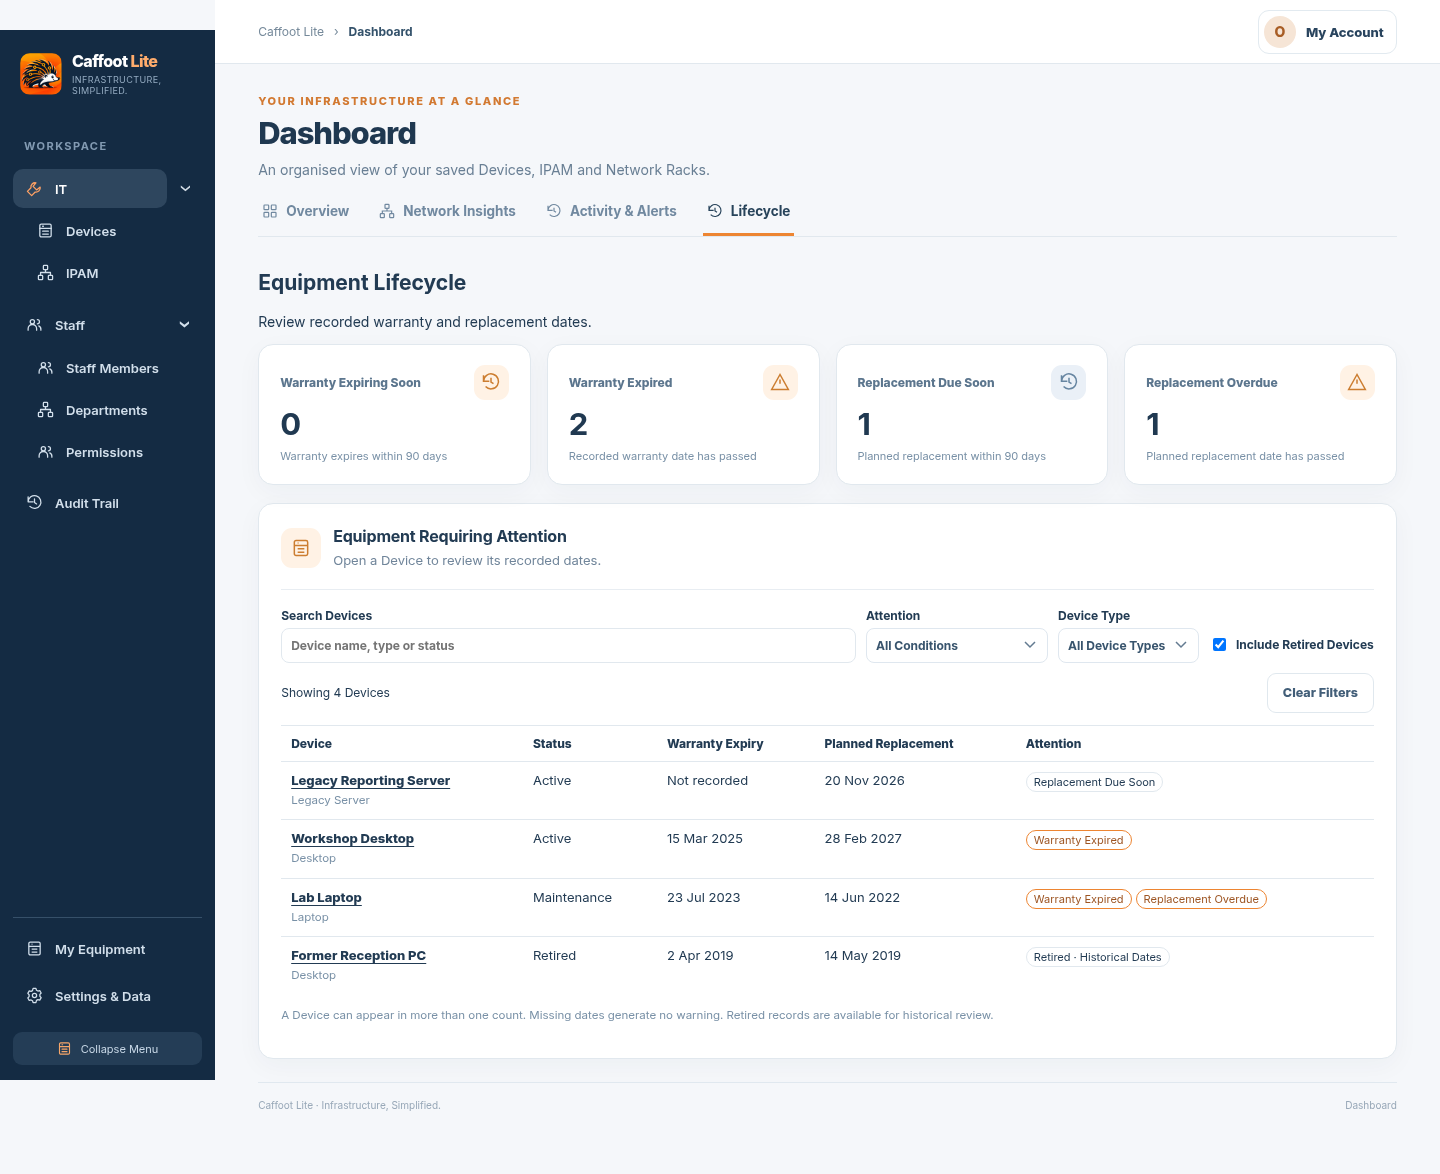 Caffoot Lite
INFRASTRUCTURE,
SIMPLIFIED.
WORKSPACE
IT
Devices
IPAM
Staff
Staff Members
Departments
Permissions
Audit Trail
My Equipment
Settings & Data
Collapse Menu
Caffoot Lite › Dashboard
O My Account
YOUR INFRASTRUCTURE AT A GLANCE
Dashboard
An organised view of your saved Devices, IPAM and Network Racks.
Overview Network Insights Activity & Alerts Lifecycle
Equipment Lifecycle
Review recorded warranty and replacement dates.
Warranty Expiring Soon
0
Warranty expires within 90 days
Warranty Expired
2
Recorded warranty date has passed
Replacement Due Soon
1
Planned replacement within 90 days
Replacement Overdue
1
Planned replacement date has passed
Equipment Requiring Attention
Open a Device to review its recorded dates.
Search Devices Attention Device Type
Device name, type or status All Conditions All Device Types Include Retired Devices
Showing 4 Devices Clear Filters
Device Status Warranty Expiry Planned Replacement Attention
Legacy Reporting Server Active Not recorded 20 Nov 2026 Replacement Due Soon
Legacy Server
Workshop Desktop Active 15 Mar 2025 28 Feb 2027 Warranty Expired
Desktop
Lab Laptop Maintenance 23 Jul 2023 14 Jun 2022 Warranty Expired Replacement Overdue
Laptop
Former Reception PC Retired 2 Apr 2019 14 May 2019 Retired · Historical Dates
Desktop
A Device can appear in more than one count. Missing dates generate no warning. Retired records are available for historical review.
Caffoot Lite · Infrastructure, Simplified. Dashboard